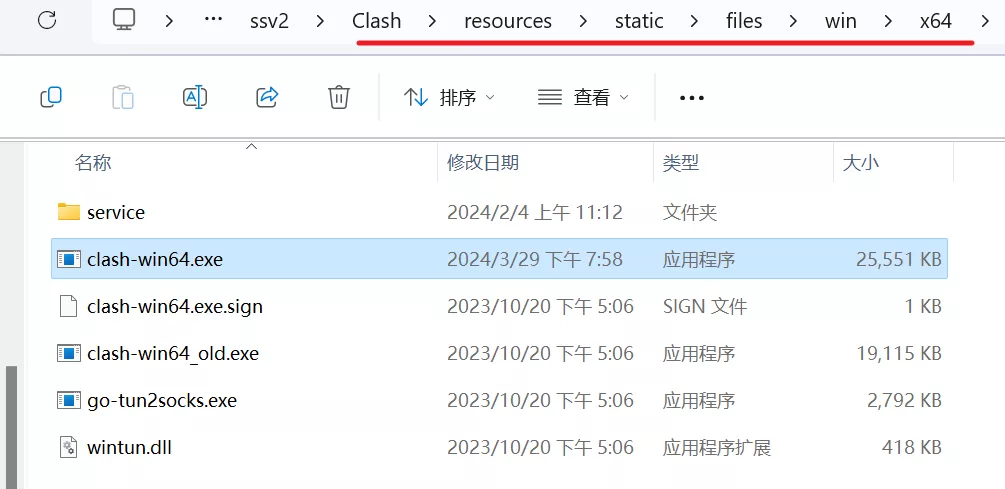 ... ssv2 > Clash > resources > static > files > win > x64 >
排序 查看 ...
名称 修改日期 类型 大小
service 2024/2/4 上午 11:12 文件夹
clash-win64.exe 2024/3/29 下午 7:58 应用程序 25,551 KB
clash-win64.exe.sign 2023/10/20 下午 5:06 SIGN 文件 1 KB
clash-win64_old.exe 2023/10/20 下午 5:06 应用程序 19,115 KB
go-tun2socks.exe 2023/10/20 下午 5:06 应用程序 2,792 KB
wintun.dll 2023/10/20 下午 5:06 应用程序扩展 418 KB